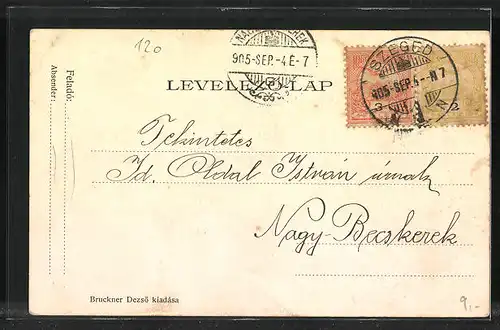 120
905-SEP.-4 É-7
SZEGED
905-SEP. -N 7
LEVELEZŐ-LAP
Feladó:
Absender:
Tekintetes
Id. Oldal István úrnak
Nagy-Becskerek
Bruckner Dezső kiadása
9,-